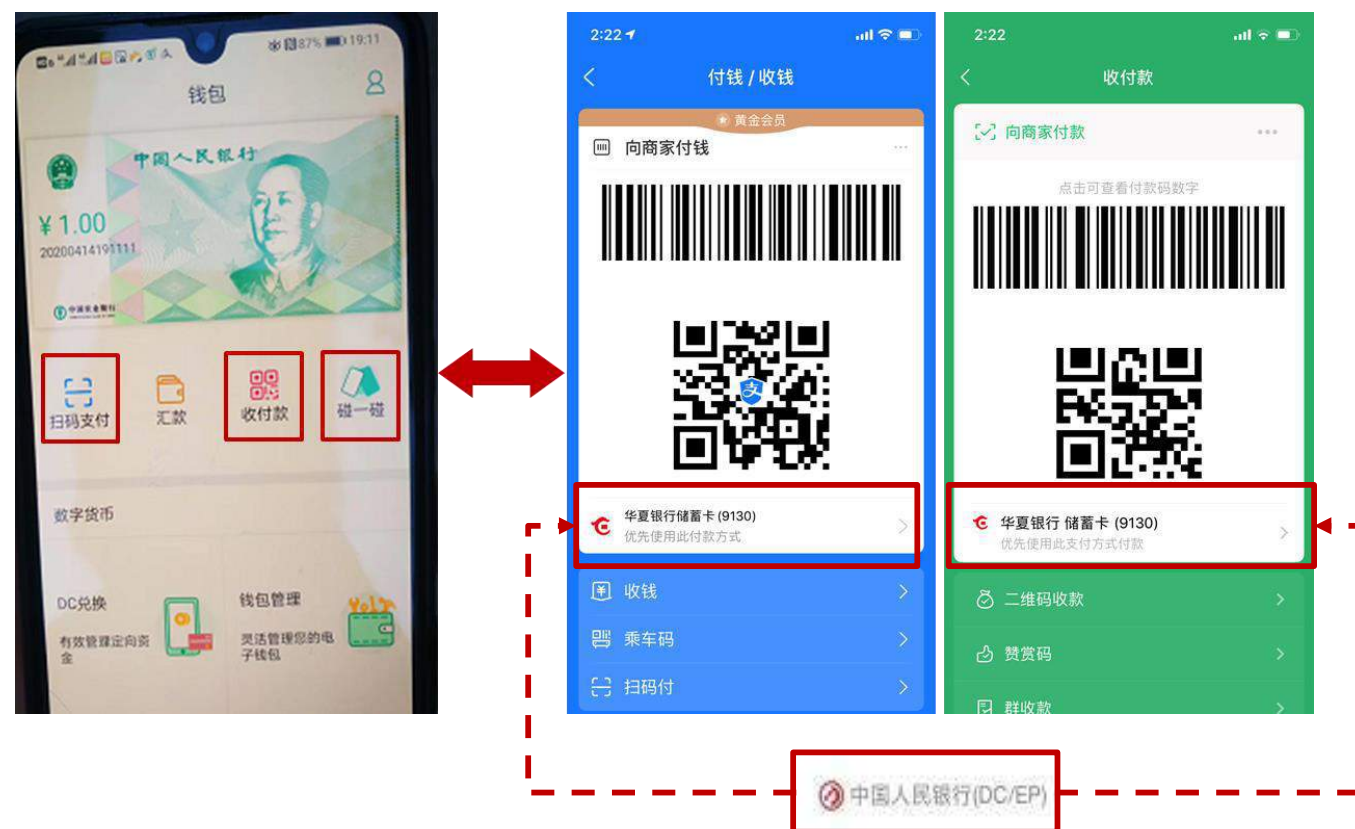 87% 19:11
钱包
中国人民银行
¥ 1.00
20200414191111
中国农业银行
扫码支付
汇款
收付款
碰一碰
数字货币
DC兑换
有效管理定向资
金
钱包管理
灵活管理您的电
子钱包
2:22
付钱 / 收钱
黄金会员
向商家付钱
支
华夏银行储蓄卡(9130)
优先使用此付款方式
收钱
乘车码
扫码付
2:22
收付款
向商家付款
点击可查看付款码数字
华夏银行 储蓄卡 (9130)
优先使用此支付方式付款
二维码收款
赞赏码
群收款
中国人民银行(DC/EP)